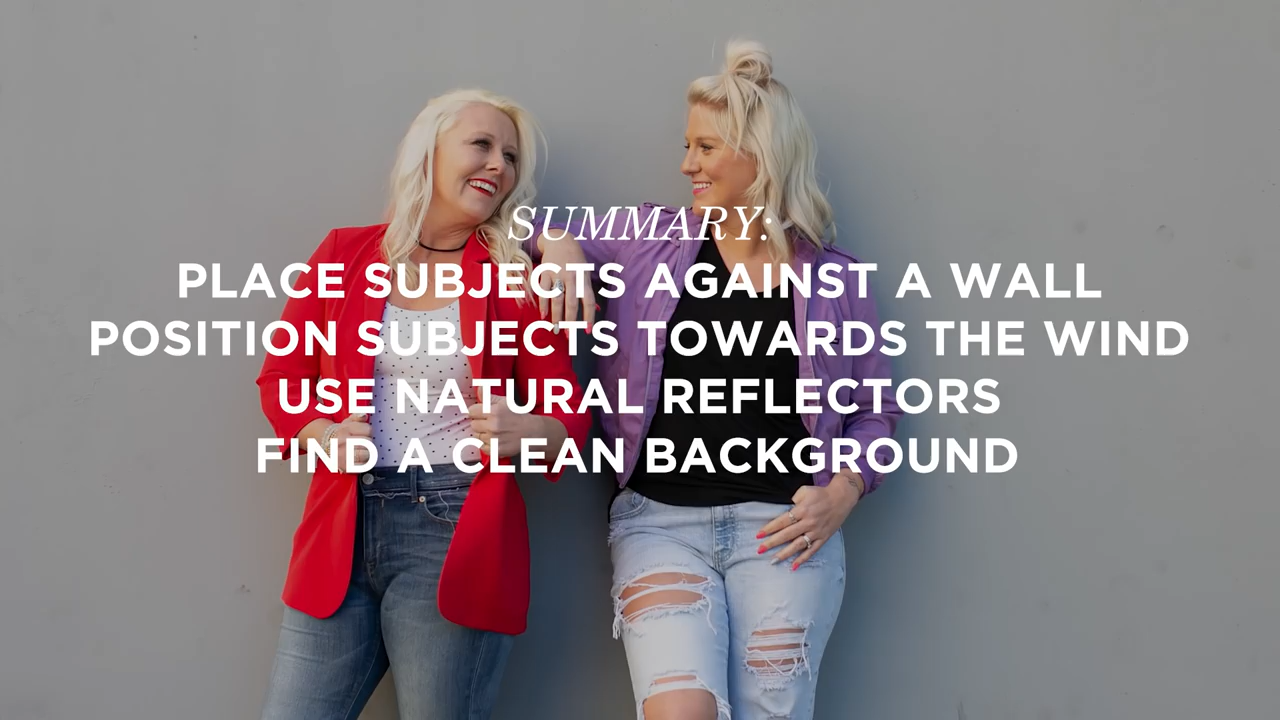 SUMMARY:
PLACE SUBJECTS AGAINST A WALL
POSITION SUBJECTS TOWARDS THE WIND
USE NATURAL REFLECTORS
FIND A CLEAN BACKGROUND